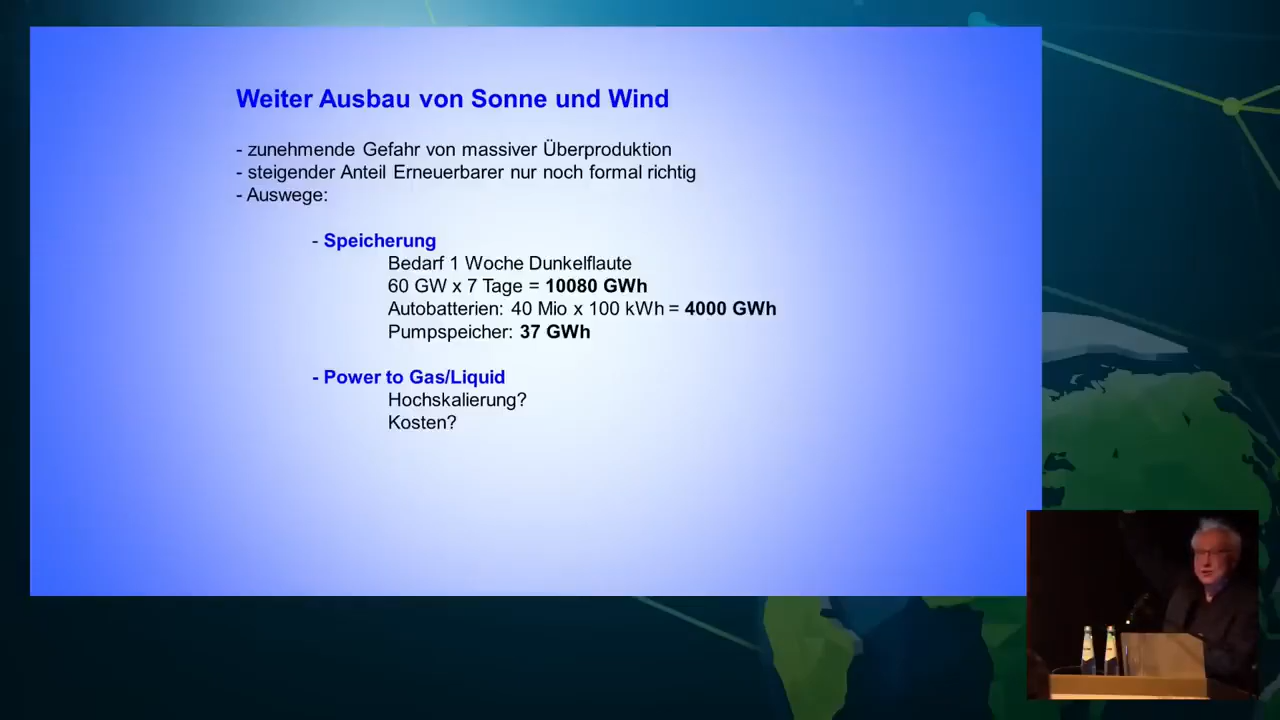 Weiter Ausbau von Sonne und Wind
- zunehmende Gefahr von massiver Überproduktion
- steigender Anteil Erneuerbarer nur noch formal richtig
- Auswege:
- Speicherung
Bedarf 1 Woche Dunkelflaute
60 GW x 7 Tage = 10080 GWh
Autobatterien: 40 Mio x 100 kWh = 4000 GWh
Pumpspeicher: 37 GWh
- Power to Gas/Liquid
Hochskalierung?
Kosten?